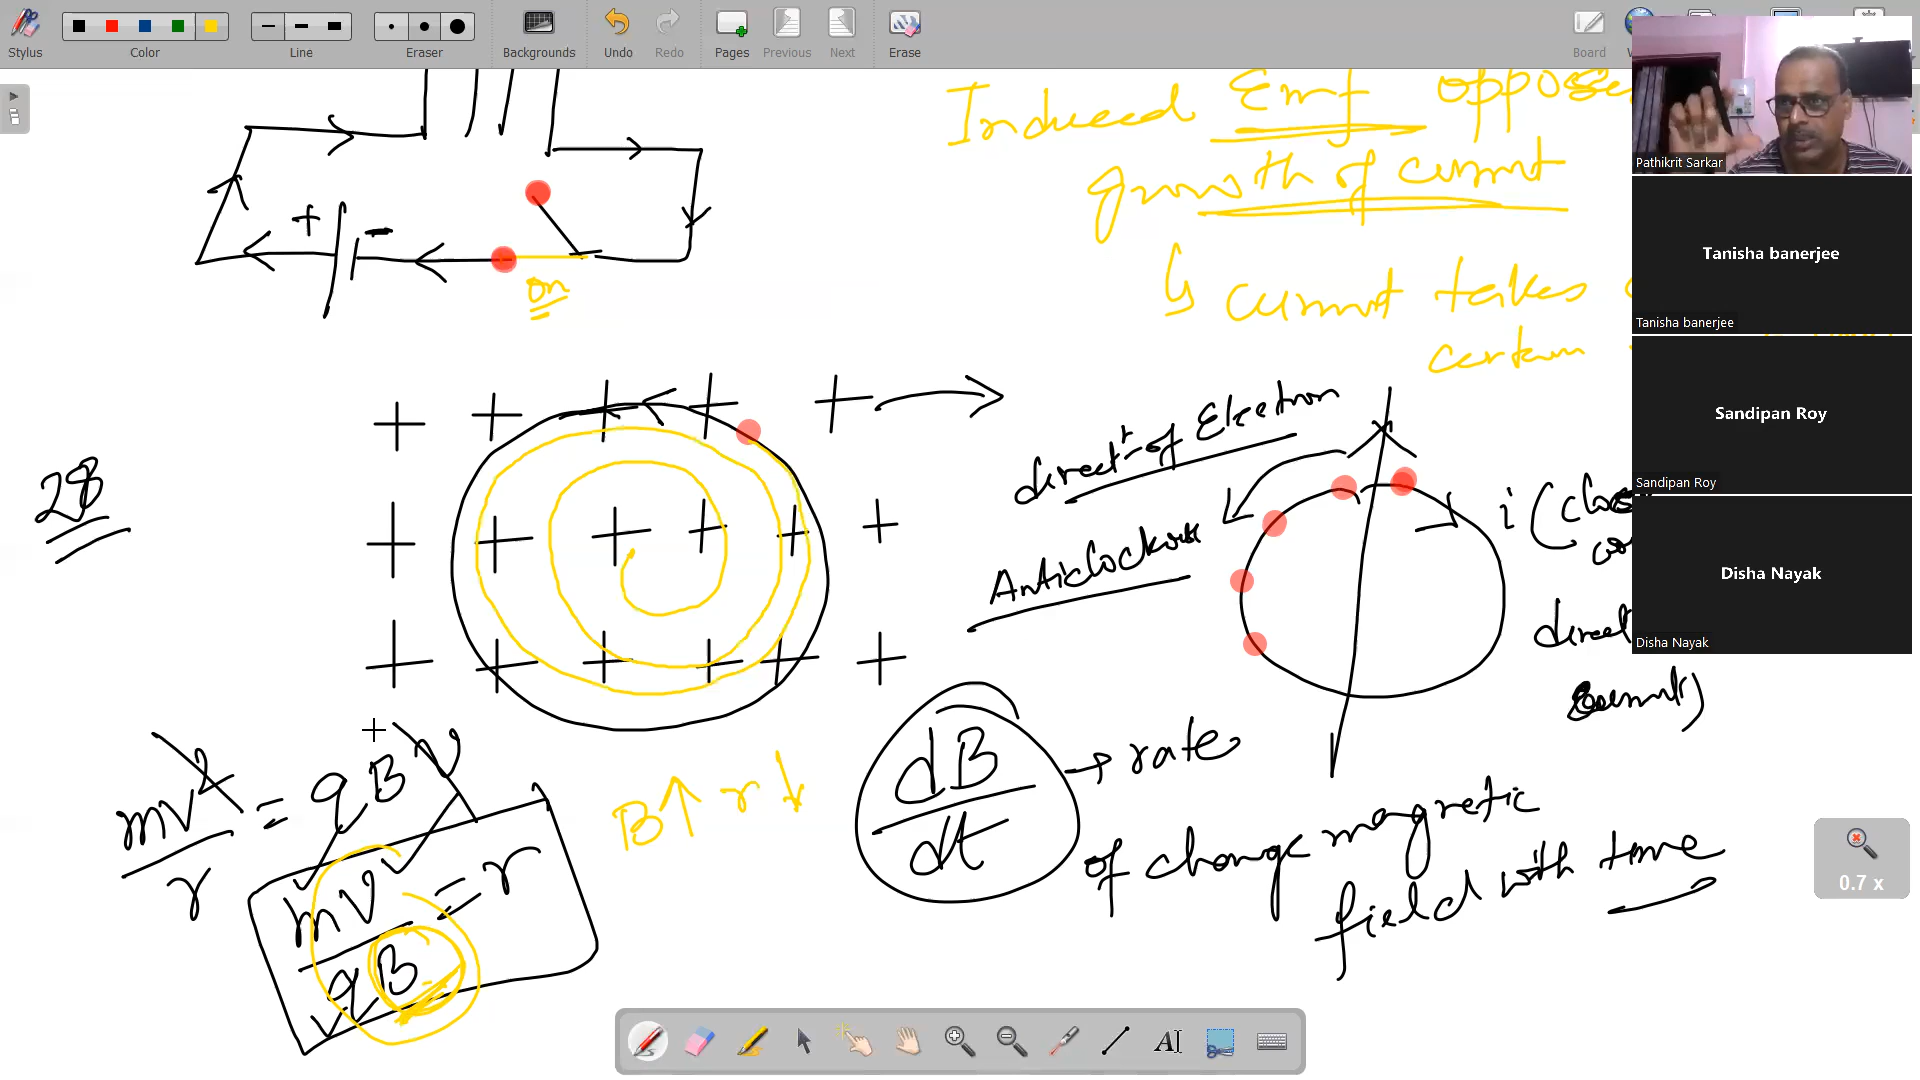 Stylus Color Line Eraser Backgrounds Undo Redo Pages Previous Next Erase Board
Pathikrit Sarkar
Tanisha banerjee
Tanisha banerjee
Sandipan Roy
Sandipan Roy
Disha Nayak
Disha Nayak
Induced Emf oppose
growth of current
↳ current takes
certain
+ -
on
28
direct^n of Electron
Anticlockwise
i (cloc
direct
current)
mv²/r = qBv
mv/qB = r
B↑ r↓
dB/dt → rate
of change magnetic
field with time
0.7 x